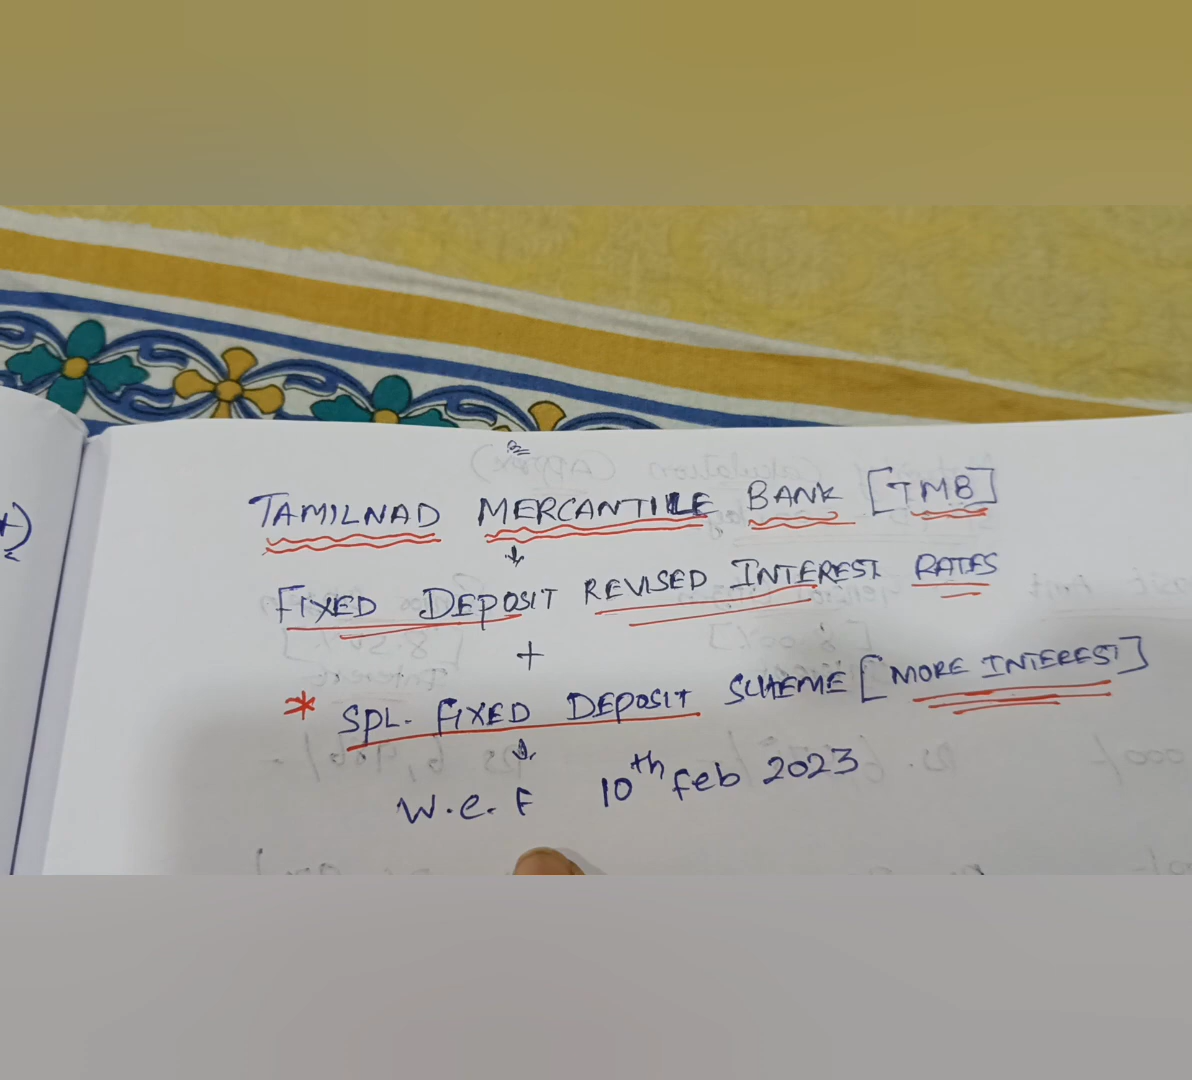 TAMILNAD MERCANTILE BANK [TMB]
FIXED DEPOSIT REVISED INTEREST RATES
+
* SPL. FIXED DEPOSIT SCHEME [MORE INTEREST]
W.e.F 10th feb 2023